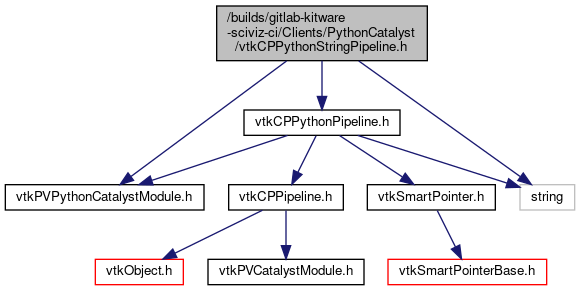 /builds/gitlab-kitware
-sciviz-ci/Clients/PythonCatalyst
/vtkCPPythonStringPipeline.h
vtkCPPythonPipeline.h
vtkPVPythonCatalystModule.h
vtkCPPipeline.h
vtkSmartPointer.h
string
vtkObject.h
vtkPVCatalystModule.h
vtkSmartPointerBase.h